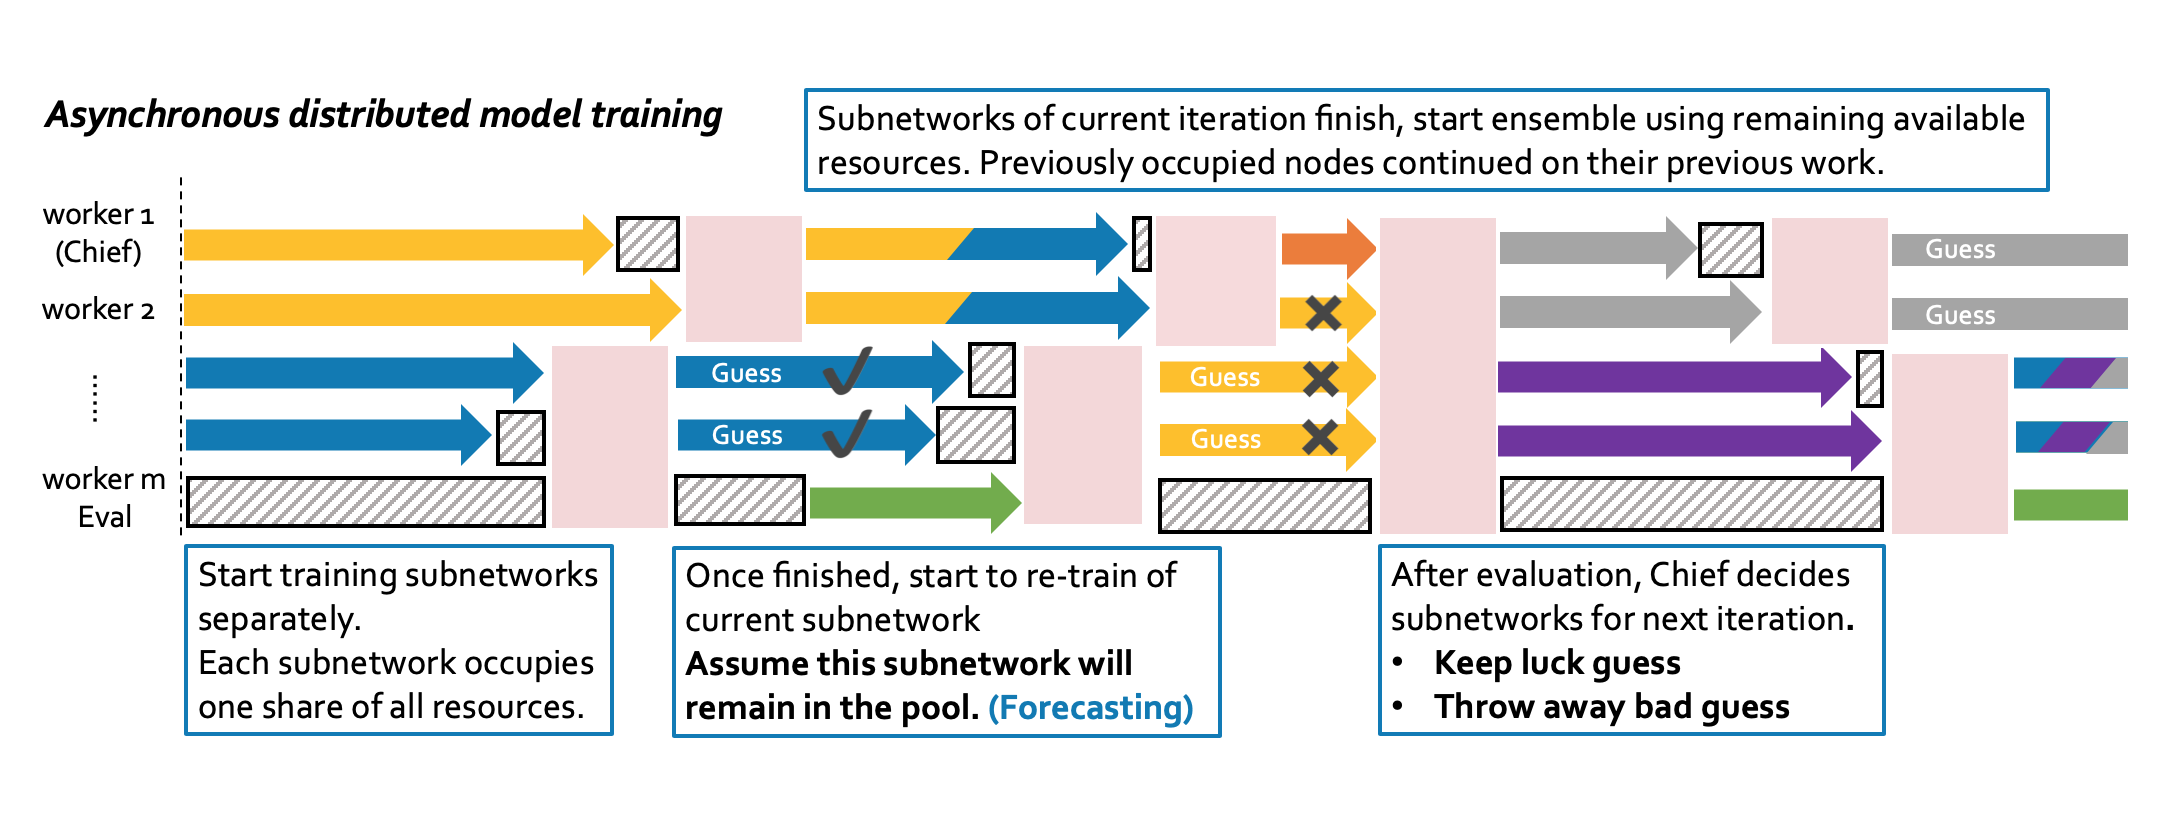 Asynchronous distributed model training
Subnetworks of current iteration finish, start ensemble using remaining available
resources. Previously occupied nodes continued on their previous work.
worker 1
(Chief)
Guess
worker 2
Guess
Guess
Guess
Guess
Guess
worker m
Eval
Start training subnetworks
separately.
Each subnetwork occupies
one share of all resources.
Once finished, start to re-train of
current subnetwork
Assume this subnetwork will
remain in the pool. (Forecasting)
After evaluation, Chief decides
subnetworks for next iteration.
• Keep luck guess
• Throw away bad guess